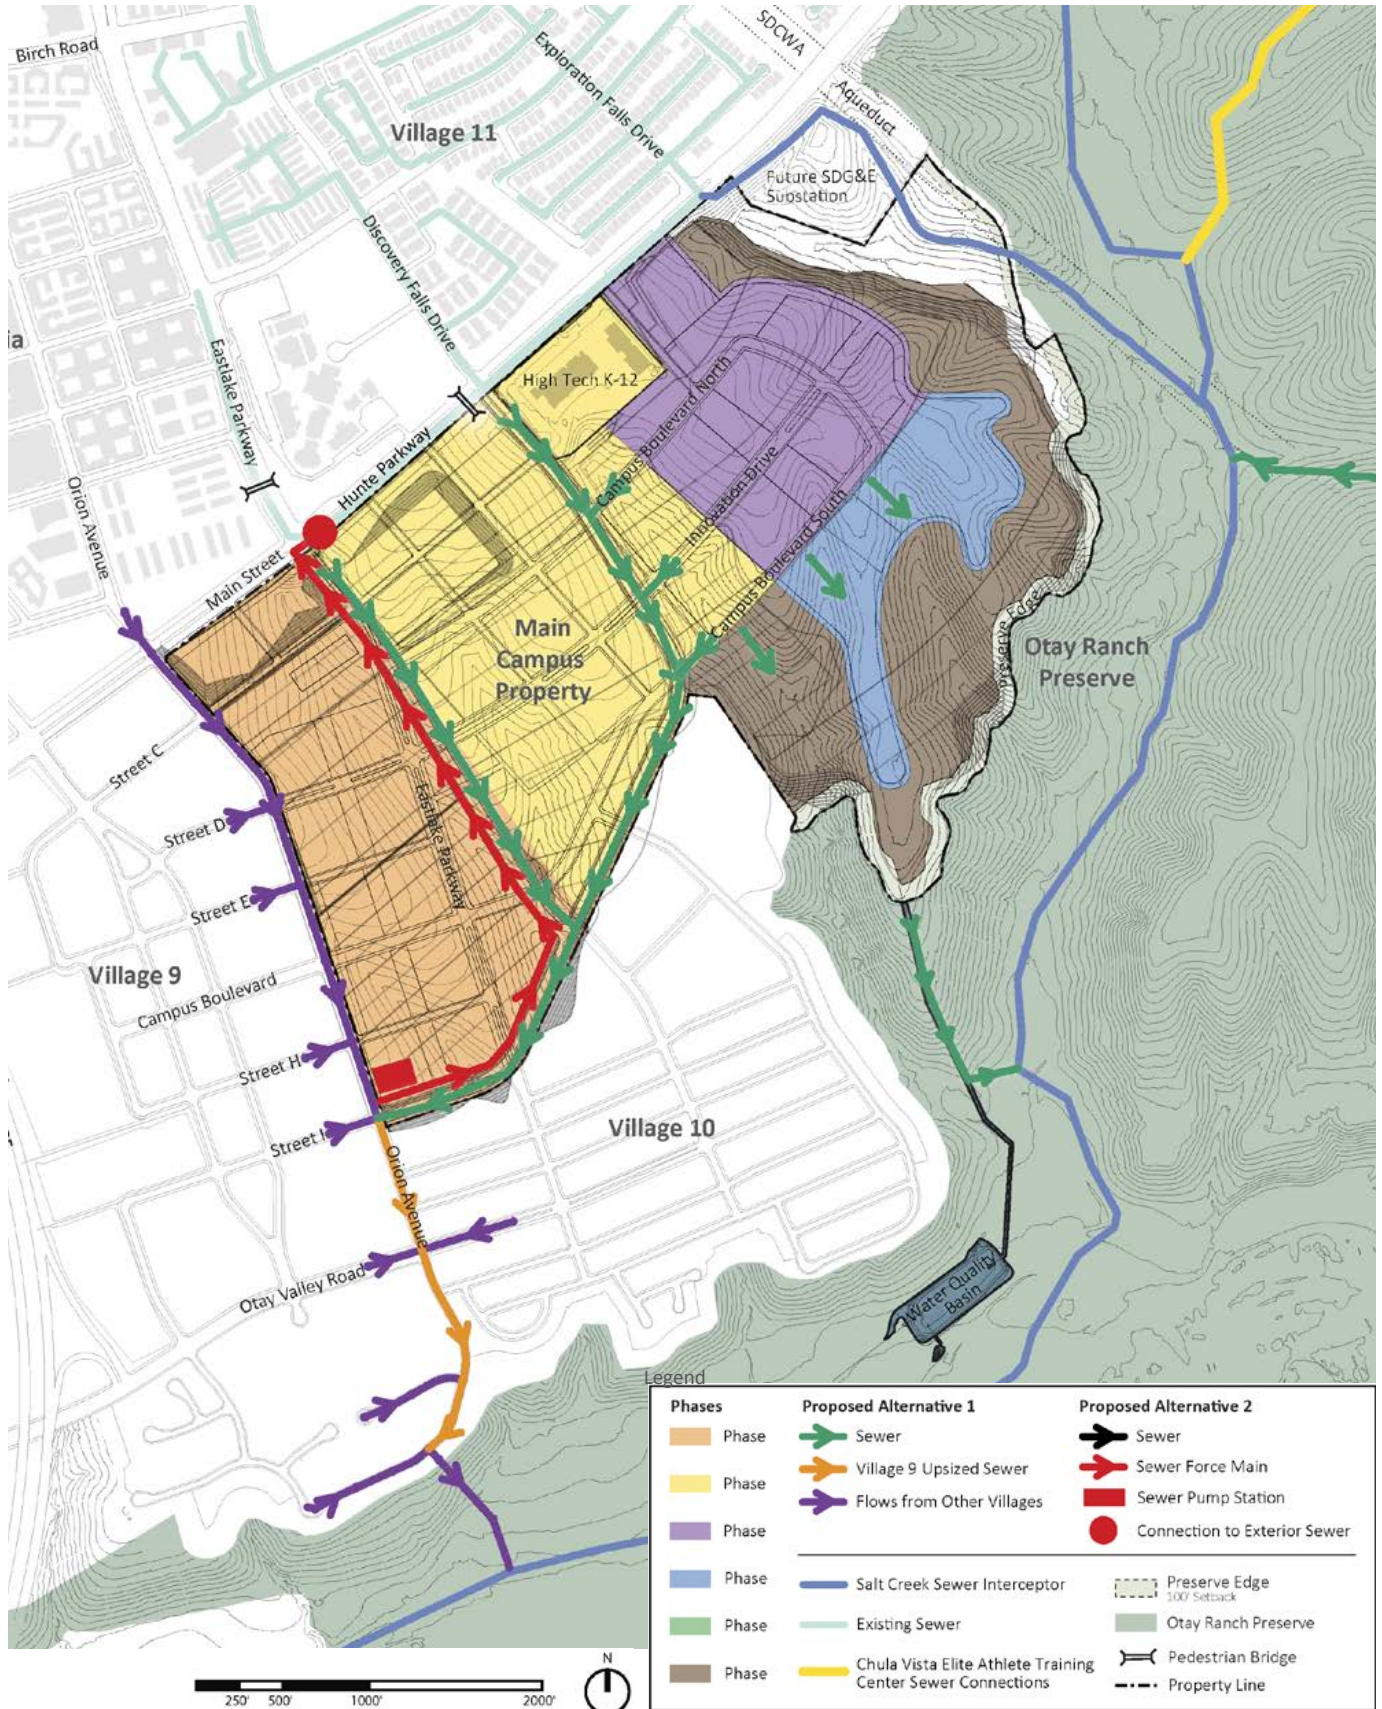 Birch Road
Exploration Falls Drive
SDCWA
Aqueduct
Village 11
Future SDG&E
Substation
Discovery Falls Drive
ia
Eastlake Parkway
High Tech K-12
Campus Boulevard North
Hunte Parkway
Innovation Drive
Orion Avenue
Campus Boulevard South
Main Street
Preserve Edge
Main
Campus
Property
Otay Ranch
Preserve
Street C
Eastlake Parkway
Street D
Street E
Village 9
Campus Boulevard
Street H
Street I
Village 10
Orion Avenue
Otay Valley Road
Water Quality
Basin
Legend
Phases
Phase
Phase
Phase
Phase
Phase
Phase
Proposed Alternative 1
Sewer
Village 9 Upsized Sewer
Flows from Other Villages
Proposed Alternative 2
Sewer
Sewer Force Main
Sewer Pump Station
Connection to Exterior Sewer
Salt Creek Sewer Interceptor
Existing Sewer
Chula Vista Elite Athlete Training
Center Sewer Connections
Preserve Edge
100' Setback
Otay Ranch Preserve
Pedestrian Bridge
Property Line
N
250' 500' 1000' 2000'